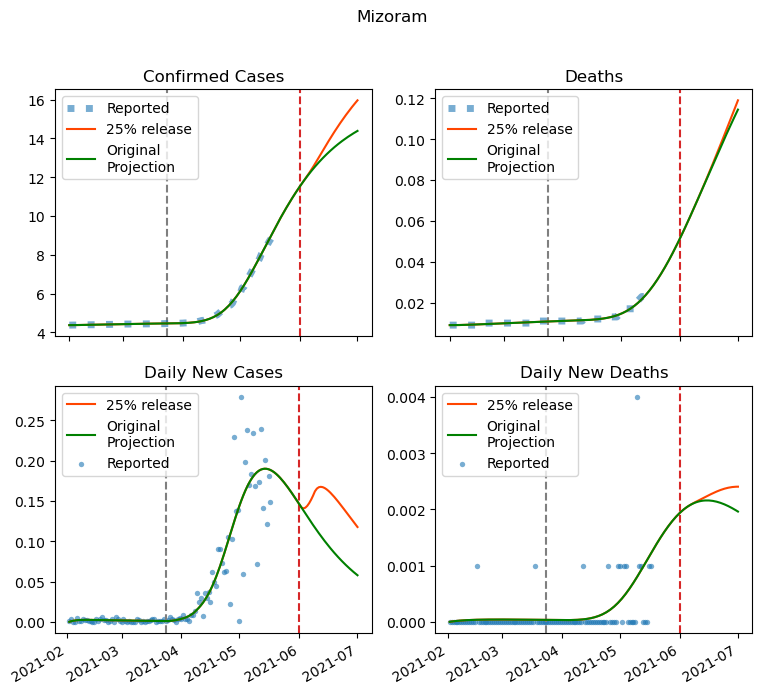 Mizoram
Confirmed Cases
Reported
25% release
Original
Projection
16
14
12
10
8
6
4
Deaths
Reported
25% release
Original
Projection
0.12
0.10
0.08
0.06
0.04
0.02
Daily New Cases
25% release
Original
Projection
Reported
0.25
0.20
0.15
0.10
0.05
0.00
2021-02
2021-03
2021-04
2021-05
2021-06
2021-07
Daily New Deaths
25% release
Original
Projection
Reported
0.004
0.003
0.002
0.001
0.000
2021-02
2021-03
2021-04
2021-05
2021-06
2021-07